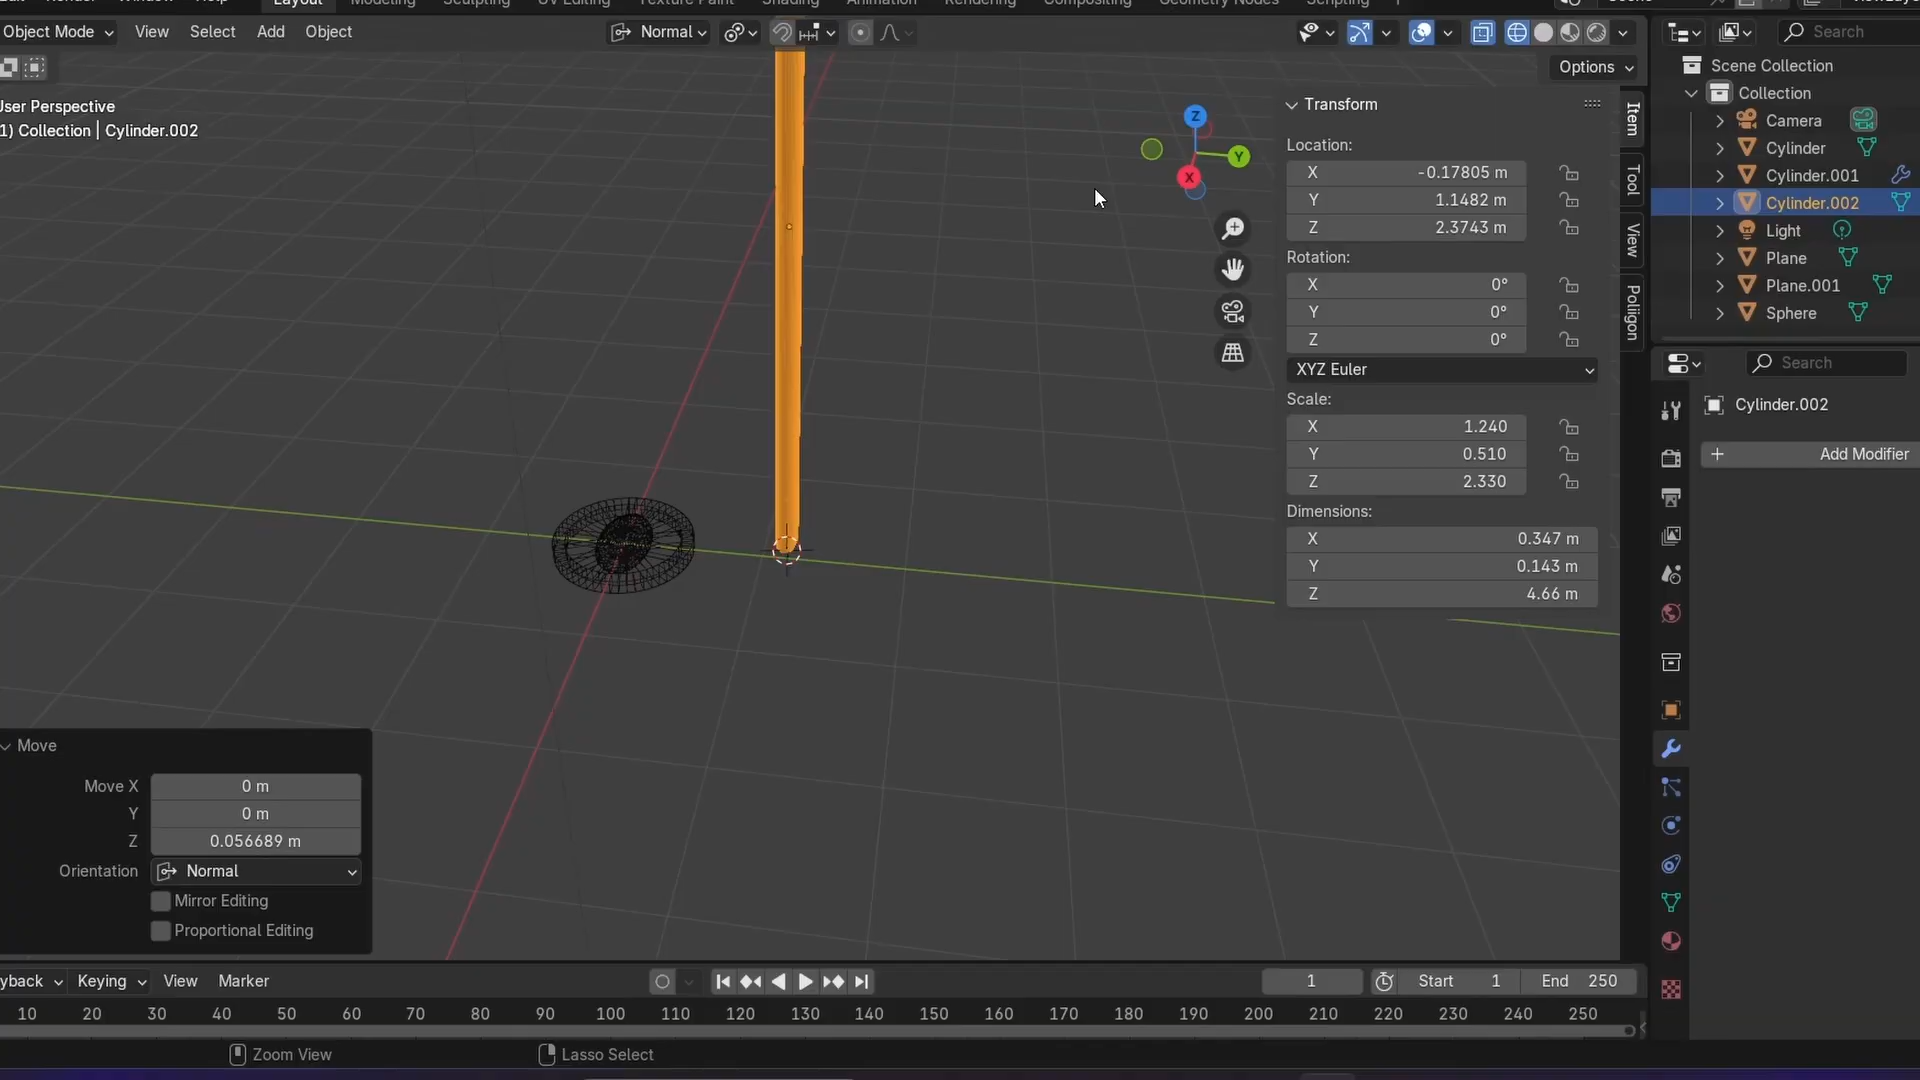 Layout
Object Mode View Select Add Object Normal
Search
Options
User Perspective
1) Collection | Cylinder.002
Z
Y
X
Transform
Location:
X -0.17805 m
Y 1.1482 m
Z 2.3743 m
Rotation:
X 0°
Y 0°
Z 0°
XYZ Euler
Scale:
X 1.240
Y 0.510
Z 2.330
Dimensions:
X 0.347 m
Y 0.143 m
Z 4.66 m
Item
Tool
View
Poliigon
Scene Collection
Collection
Camera
Cylinder
Cylinder.001
Cylinder.002
Light
Plane
Plane.001
Sphere
Search
Cylinder.002
+ Add Modifier
Move
Move X 0 m
Y 0 m
Z 0.056689 m
Orientation Normal
Mirror Editing
Proportional Editing
yback Keying View Marker
1 Start 1 End 250
10 20 30 40 50 60 70 80 90 100 110 120 130 140 150 160 170 180 190 200 210 220 230 240 250
Zoom View Lasso Select